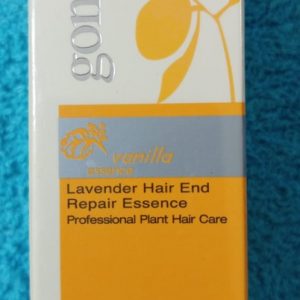 gon
vanilla
essence
Lavender Hair End
Repair Essence
Professional Plant Hair Care